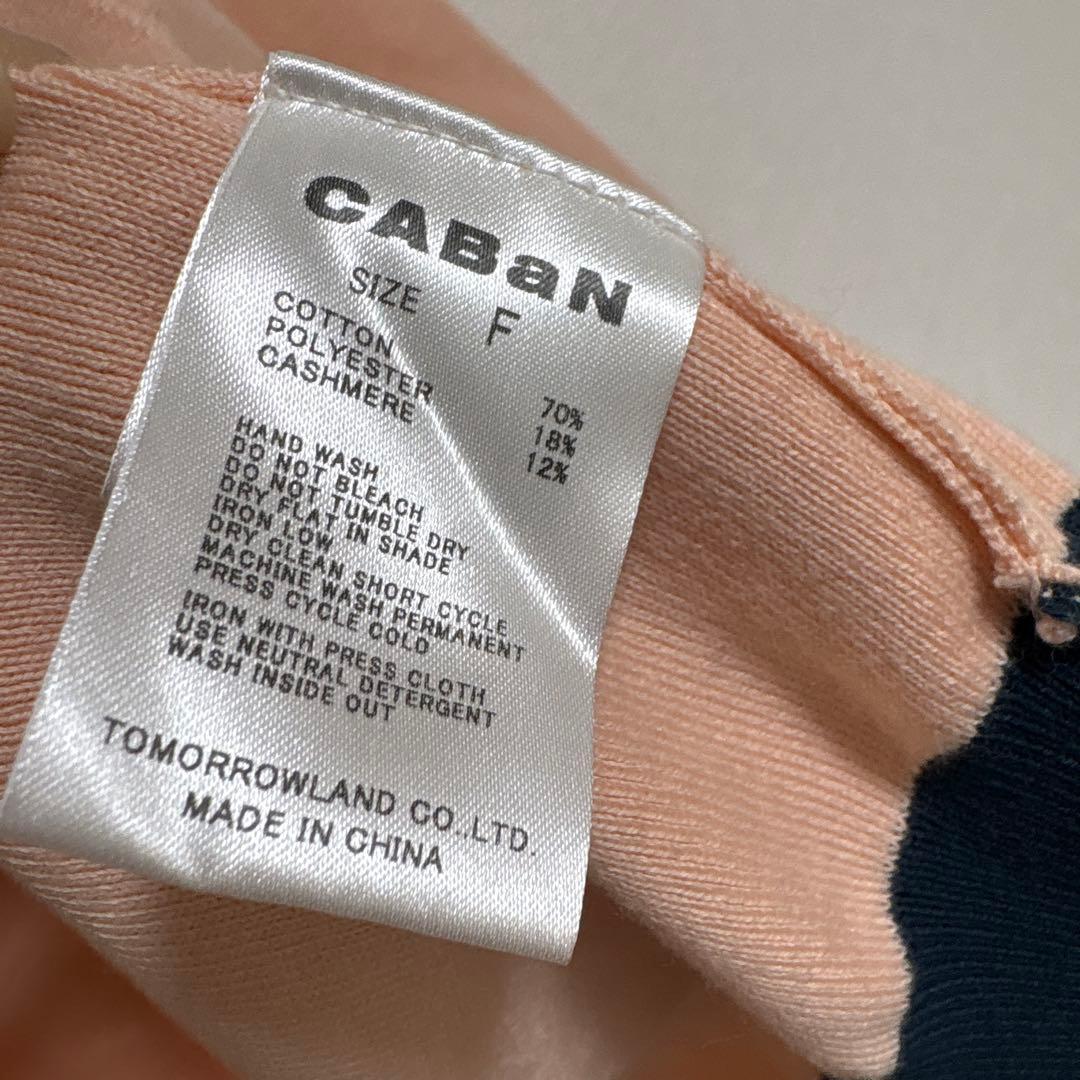 CABaN
SIZE F
COTTON 70%
POLYESTER 18%
CASHMERE 12%
HAND WASH
DO NOT BLEACH
DO NOT TUMBLE DRY
DRY FLAT IN SHADE
IRON LOW
DRY CLEAN SHORT CYCLE
MACHINE WASH PERMANENT
PRESS CYCLE COLD
IRON WITH PRESS CLOTH
USE NEUTRAL DETERGENT
WASH INSIDE OUT
TOMORROWLAND CO.,LTD.
MADE IN CHINA